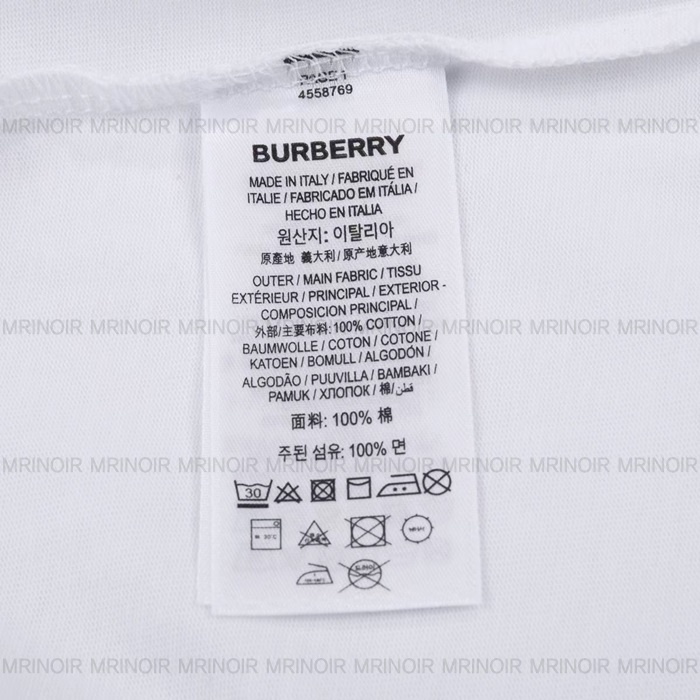 4558769
MRINOIR MRINOIR MRINOIR MRINOIR MRINOIR MRINOIR MRINOIR MRINOIR
BURBERRY
MADE IN ITALY / FABRIQUÉ EN
ITALIE / FABRICADO EM ITÁLIA /
HECHO EN ITALIA
원산지: 이탈리아
原產地 義大利 / 原产地意大利
OUTER / MAIN FABRIC / TISSU
EXTÉRIEUR / PRINCIPAL / EXTERIOR -
COMPOSICION PRINCIPAL /
外部/主要布料: 100% COTTON /
MRINOIR MRINOIR MRINOIR MRINOIR MRINOIR MRINOIR
BAUMWOLLE / COTON / COTONE /
KATOEN / BOMULL / ALGODÓN /
ALGODÃO / PUUVILLA / BAMBAKI /
PAMUK / ХЛОПОК / 棉/قطن
面料: 100% 棉
주된 섬유: 100% 면
MRINOIR MRINOIR MRINOIR MRINOIR MRINOIR MRINOIR MRINOIR MRINOIR
30
MRINOIR MRINOIR MRINOIR MRINOIR MRINOIR MRINOIR MRINOIR MRINOIR